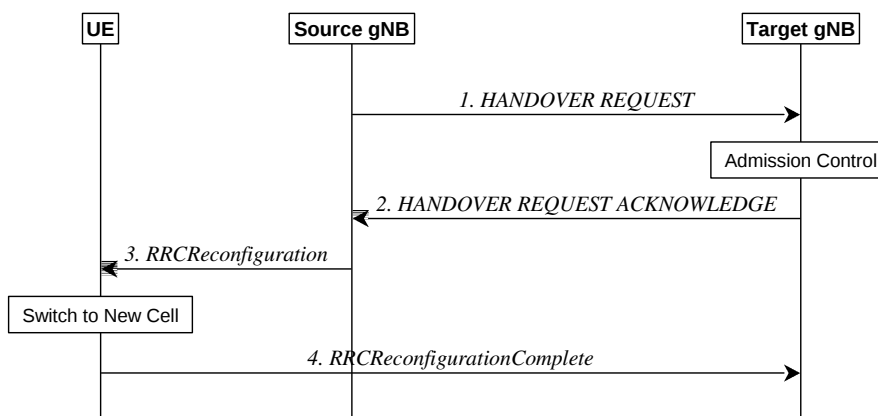 UE
Source gNB
Target gNB
1. HANDOVER REQUEST
Admission Control
2. HANDOVER REQUEST ACKNOWLEDGE
3. RRCReconfiguration
Switch to New Cell
4. RRCReconfigurationComplete